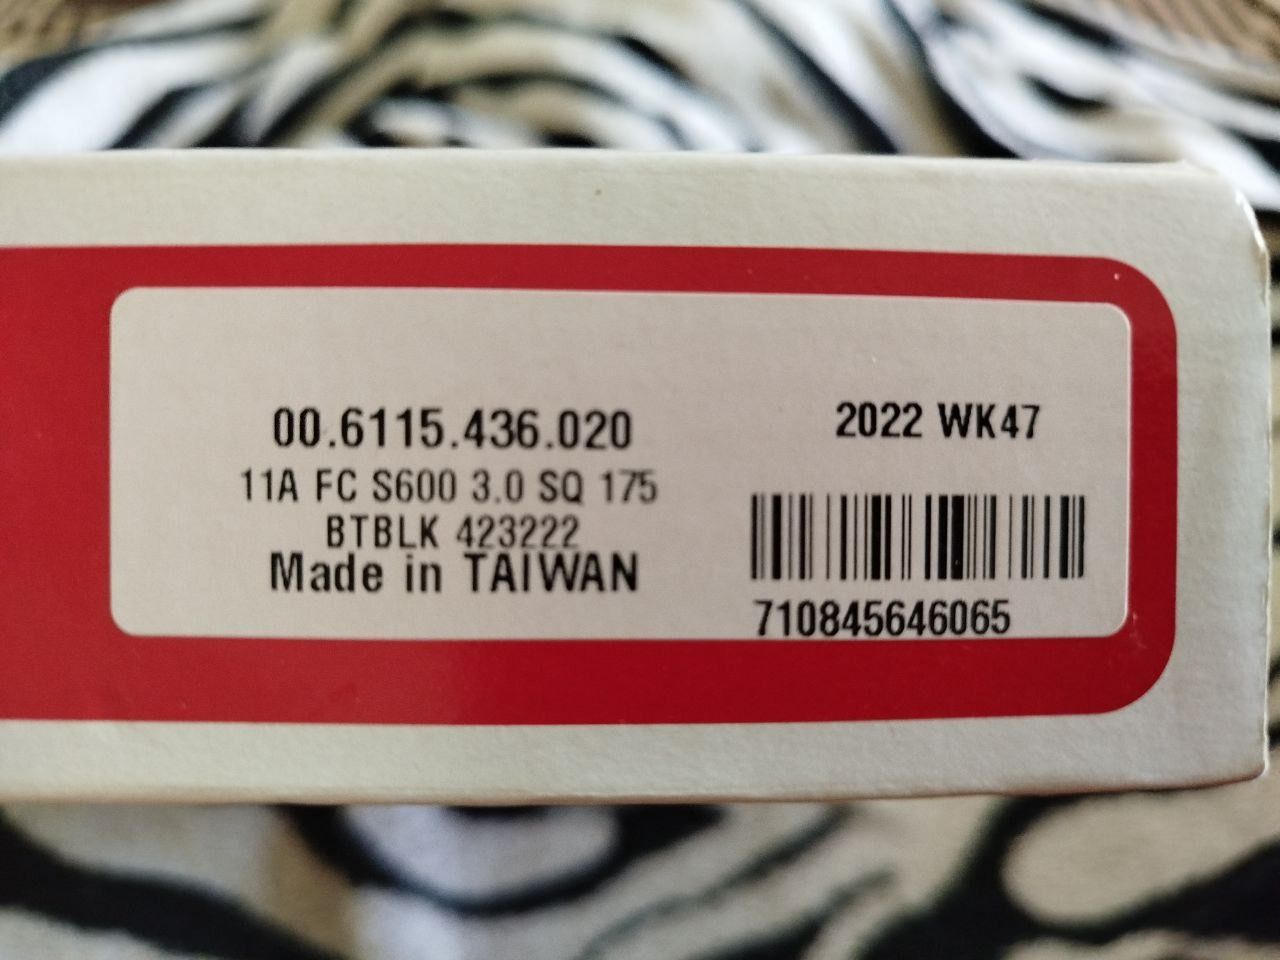 00.6115.436.020
11A FC S600 3.0 SQ 175
BTBLK 423222
Made in TAIWAN
2022 WK47
710845646065